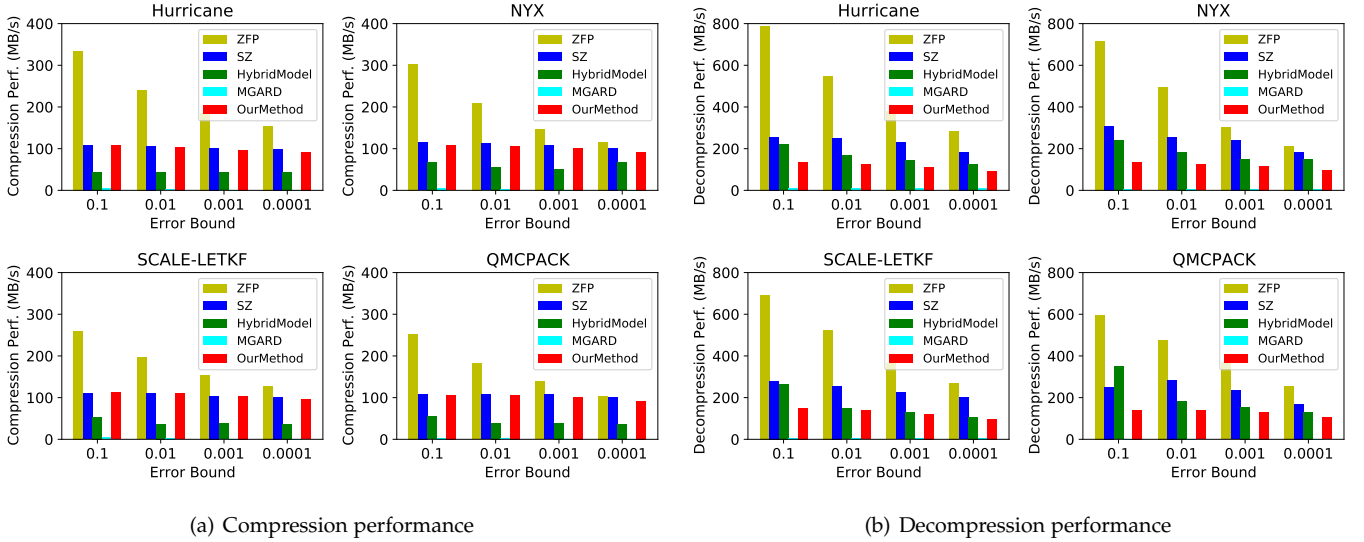 Hurricane
Compression Perf. (MB/s)
400
300
200
100
0
ZFP
SZ
HybridModel
MGARD
OurMethod
0.1 0.01 0.001 0.0001
Error Bound
NYX
Compression Perf. (MB/s)
400
300
200
100
0
ZFP
SZ
HybridModel
MGARD
OurMethod
0.1 0.01 0.001 0.0001
Error Bound
SCALE-LETKF
Compression Perf. (MB/s)
400
300
200
100
0
ZFP
SZ
HybridModel
MGARD
OurMethod
0.1 0.01 0.001 0.0001
Error Bound
QMCPACK
Compression Perf. (MB/s)
400
300
200
100
0
ZFP
SZ
HybridModel
MGARD
OurMethod
0.1 0.01 0.001 0.0001
Error Bound
(a) Compression performance
Hurricane
Decompression Perf. (MB/s)
800
600
400
200
0
ZFP
SZ
HybridModel
MGARD
OurMethod
0.1 0.01 0.001 0.0001
Error Bound
NYX
Decompression Perf. (MB/s)
800
600
400
200
0
ZFP
SZ
HybridModel
MGARD
OurMethod
0.1 0.01 0.001 0.0001
Error Bound
SCALE-LETKF
Decompression Perf. (MB/s)
800
600
400
200
0
ZFP
SZ
HybridModel
MGARD
OurMethod
0.1 0.01 0.001 0.0001
Error Bound
QMCPACK
Decompression Perf. (MB/s)
800
600
400
200
0
ZFP
SZ
HybridModel
MGARD
OurMethod
0.1 0.01 0.001 0.0001
Error Bound
(b) Decompression performance